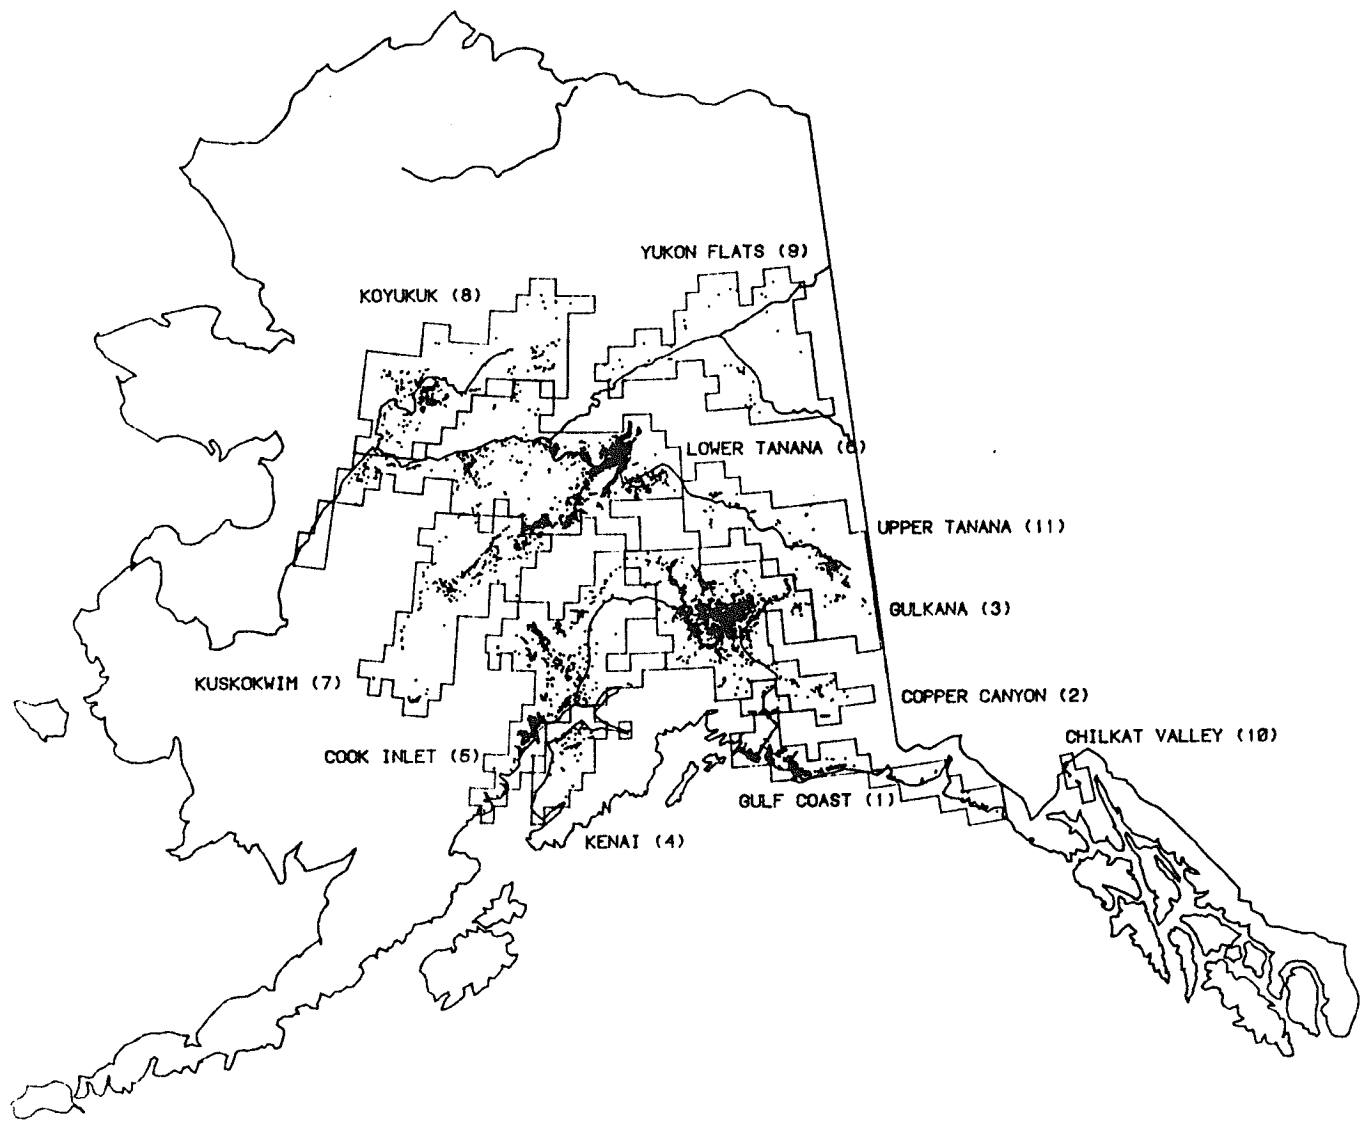 YUKON FLATS (9)
KOYUKUK (8)
LOWER TANANA (6)
UPPER TANANA (11)
GULKANA (3)
KUSKOKWIM (7)
COPPER CANYON (2)
CHILKAT VALLEY (10)
COOK INLET (5)
GULF COAST (1)
KENAI (4)